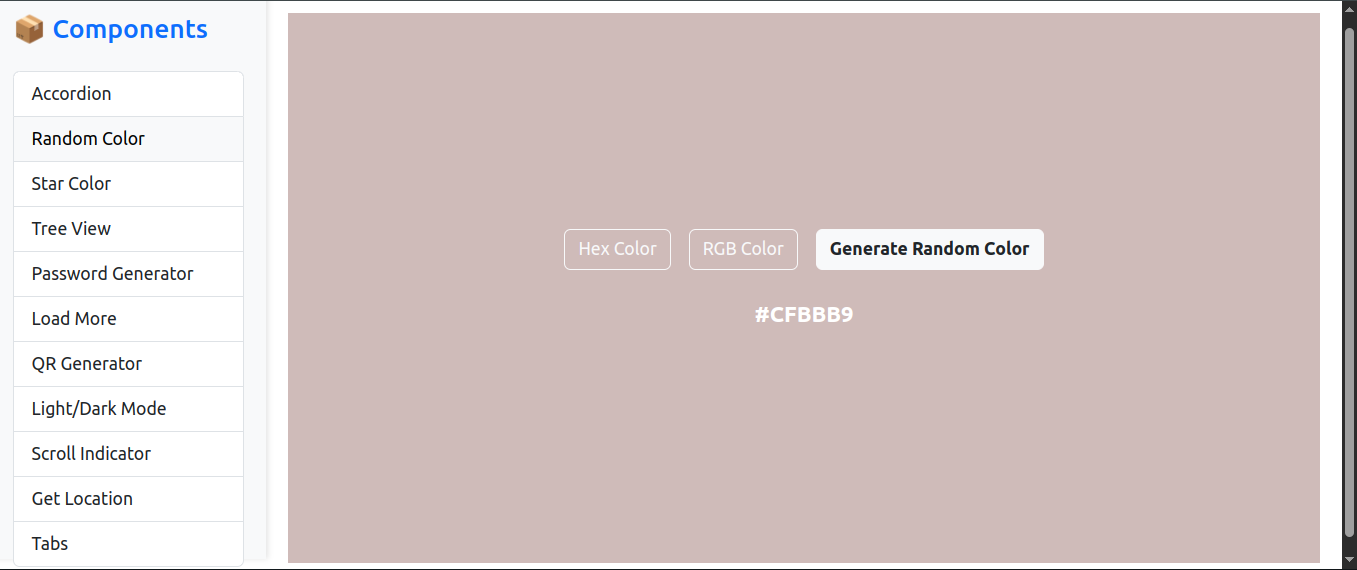 📦 Components
Accordion
Random Color
Star Color
Tree View
Password Generator
Load More
QR Generator
Light/Dark Mode
Scroll Indicator
Get Location
Tabs
Hex Color
RGB Color
Generate Random Color
#CFBBB9